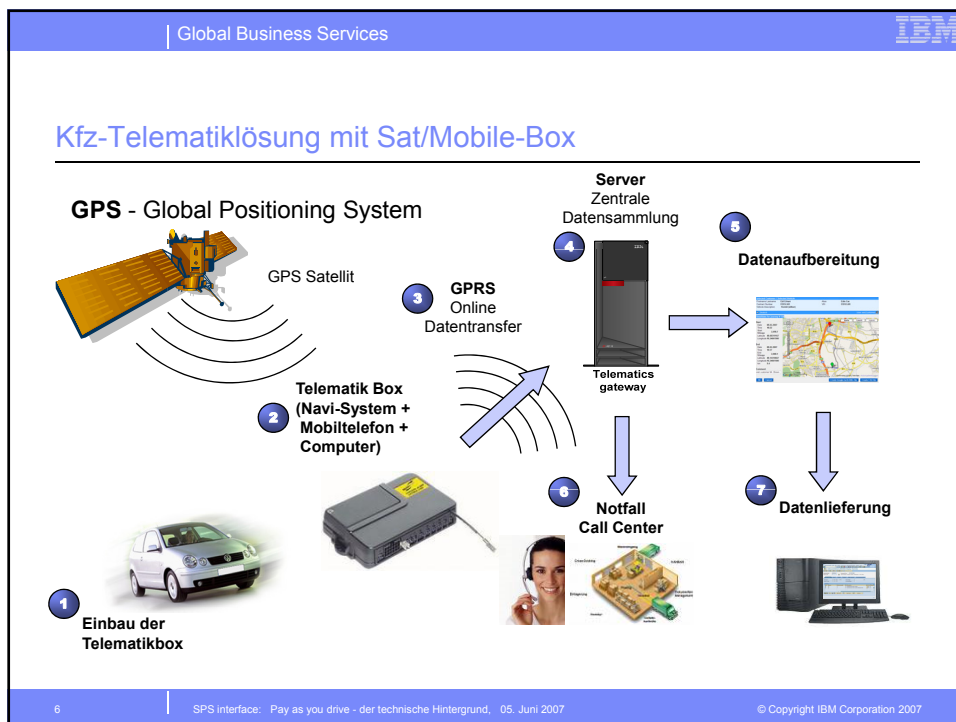 Global Business Services
IBM
Kfz-Telematiklösung mit Sat/Mobile-Box
GPS - Global Positioning System
GPS Satellit
1
Einbau der
Telematikbox
2
Telematik Box
(Navi-System +
Mobiltelefon +
Computer)
3
GPRS
Online
Datentransfer
Server
Zentrale
Datensammlung
4
Telematics
gateway
5
Datenaufbereitung
6
Notfall
Call Center
7
Datenlieferung
6
SPS interface: Pay as you drive - der technische Hintergrund, 05. Juni 2007
© Copyright IBM Corporation 2007